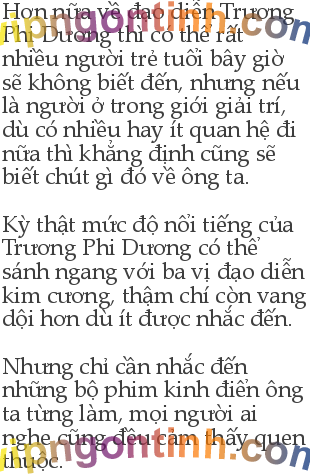 Hơn nữa về đạo diễn Trương
Phi Dương thì có thể rất
nhiều người trẻ tuổi bây giờ
sẽ không biết đến, nhưng nếu
là người ở trong giới giải trí,
dù có nhiều hay ít quan hệ đi
nữa thì khẳng định cũng sẽ
biết chút gì đó về ông ta.
Kỳ thật mức độ nổi tiếng của
Trương Phi Dương có thể
sánh ngang với ba vị đạo diễn
kim cương, thậm chí còn vang
dội hơn dù ít được nhắc đến.
Nhưng chỉ cần nhắc đến
những bộ phim kinh điển ông
ta từng làm, mọi người ai
nghe cũng đều cảm thấy quen
thuộc.
vipngontinh.com
vipngontinh.com